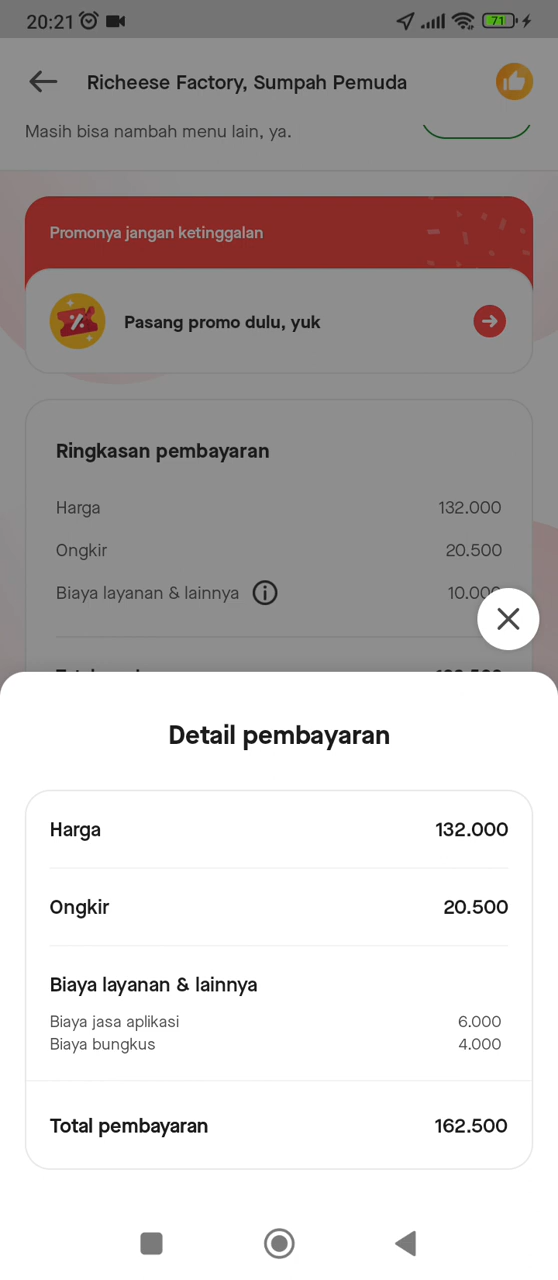 20:21
71
Richeese Factory, Sumpah Pemuda
Masih bisa nambah menu lain, ya.
Promonya jangan ketinggalan
Pasang promo dulu, yuk
Ringkasan pembayaran
Harga 132.000
Ongkir 20.500
Biaya layanan & lainnya 10.000
Detail pembayaran
Harga 132.000
Ongkir 20.500
Biaya layanan & lainnya
Biaya jasa aplikasi 6.000
Biaya bungkus 4.000
Total pembayaran 162.500